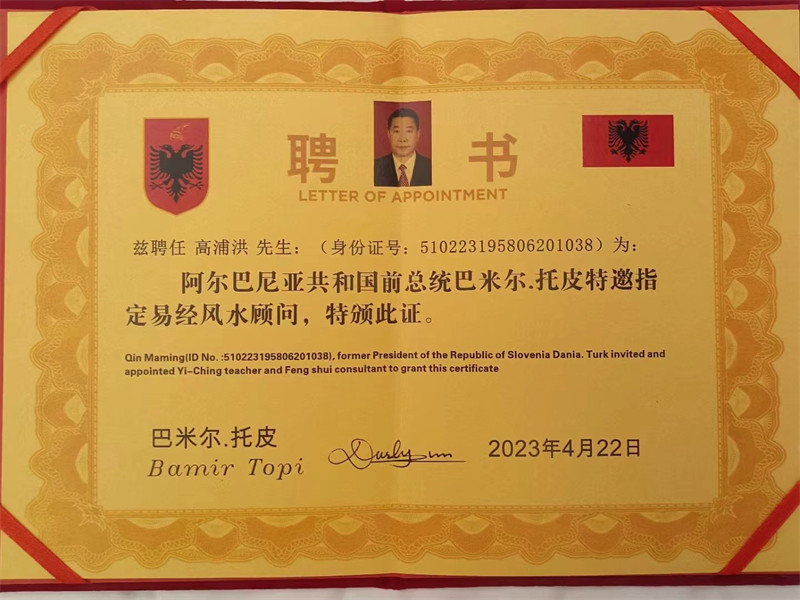 聘 书
LETTER OF APPOINTMENT
兹聘任 高浦洪 先生：（身份证号：510223195806201038）为：
阿尔巴尼亚共和国前总统巴米尔.托皮特邀指
定易经风水顾问，特颁此证。
Qin Maming(ID No. :510223195806201038), former President of the Republic of Slovenia Dania. Turk invited and
appointed Yi-Ching teacher and Feng shui consultant to grant this certificate
巴米尔.托皮
Bamir Topi
2023年4月22日